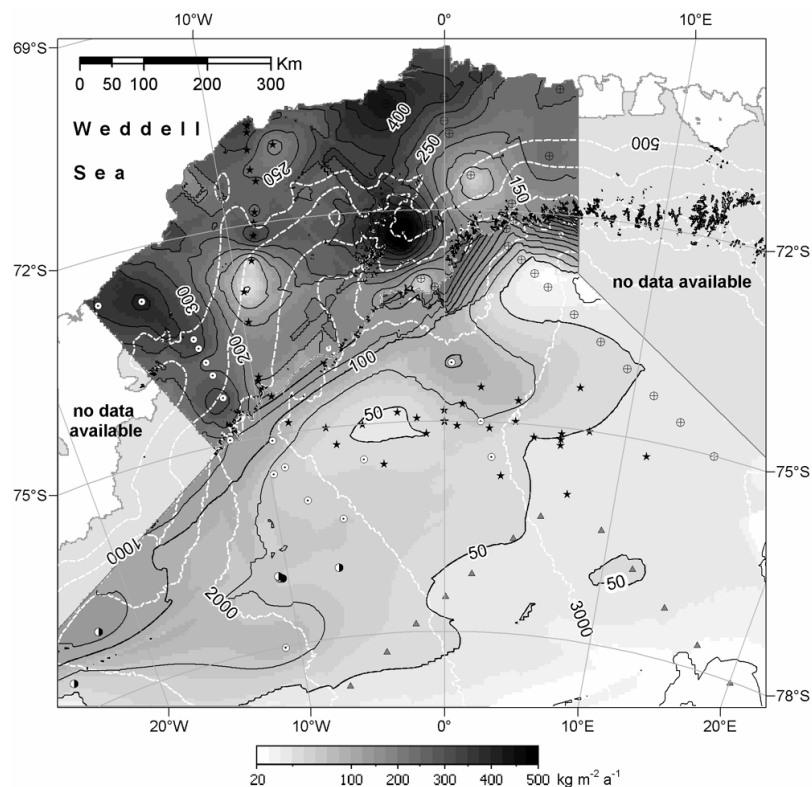 10°W 0° 10°E
69°S
Km
0 50 100 200 300
Weddell
Sea
400
500
250
250
150
72°S
72°S
no data available
300
200
100
no data
available
50
75°S
75°S
1000
50
50
2000
3000
78°S
20°W 10°W 0° 10°E 20°E
20 100 200 300 400 500 kg m⁻² a⁻¹